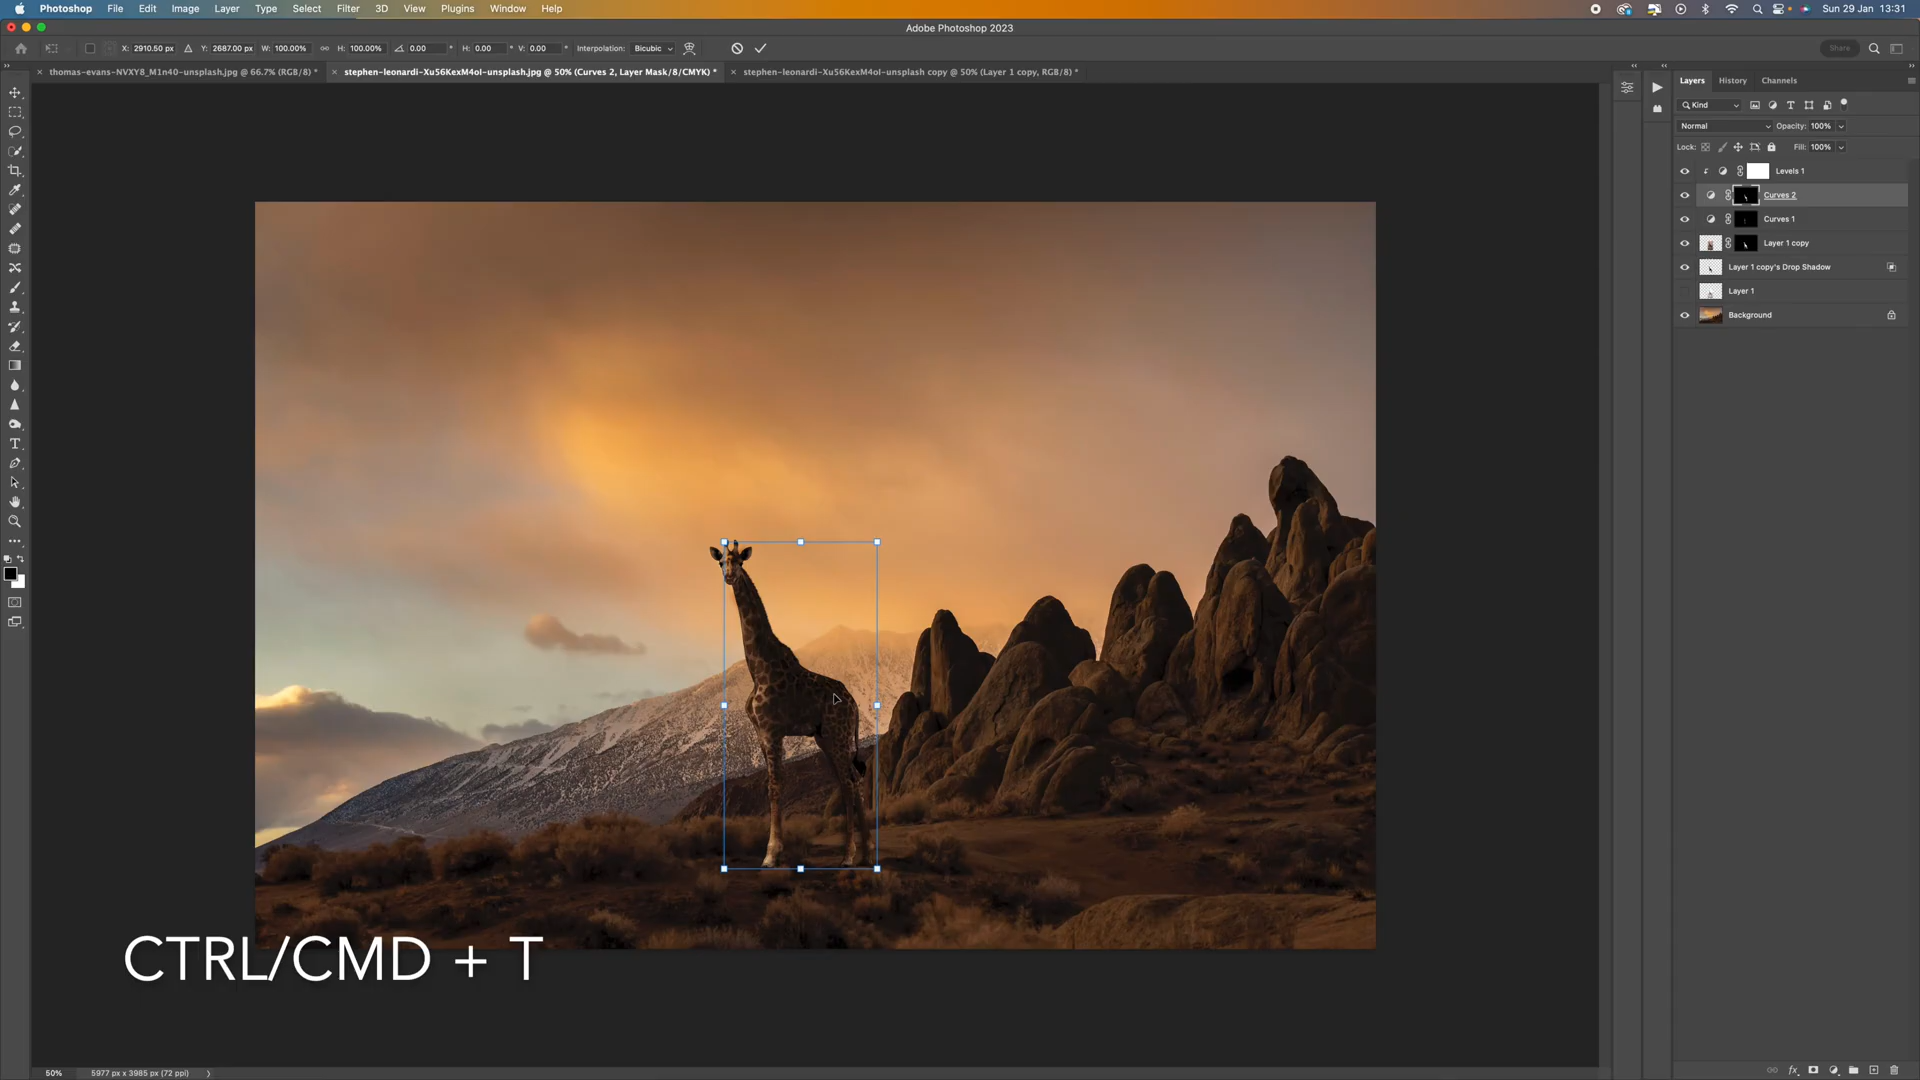 Photoshop File Edit Image Layer Type Select Filter 3D View Plugins Window Help Sun 29 Jan 13:31
Adobe Photoshop 2023
X: 2910.50 px Y: 2687.00 px W: 100.00% H: 100.00% 0.00 ° H: 0.00 ° V: 0.00 ° Interpolation: Bicubic Share
thomas-evans-NVXY8_M1n40-unsplash.jpg @ 66.7% (RGB/8) * stephen-leonardi-Xu56KexM4oI-unsplash.jpg @ 50% (Curves 2, Layer Mask/8/CMYK) * stephen-leonardi-Xu56KexM4oI-unsplash copy @ 50% (Layer 1 copy, RGB/8) *
Layers History Channels
Kind
Normal Opacity: 100%
Lock: Fill: 100%
Levels 1
Curves 2
Curves 1
Layer 1 copy
Layer 1 copy's Drop Shadow
Layer 1
Background
CTRL/CMD + T
50% 5977 px x 3985 px (72 ppi)